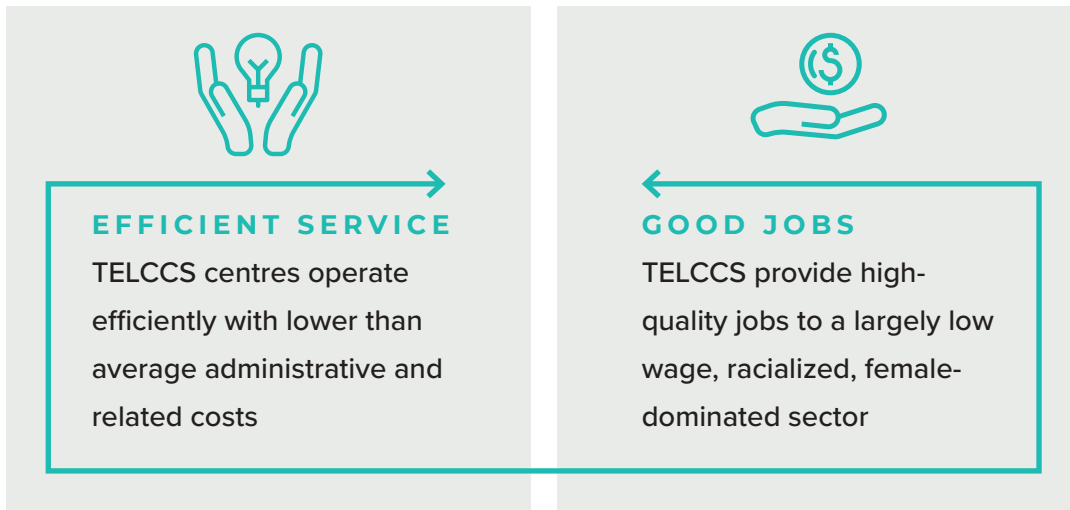 EFFICIENT SERVICE
TELCCS centres operate
efficiently with lower than
average administrative and
related costs
GOOD JOBS
TELCCS provide high-
quality jobs to a largely low
wage, racialized, female-
dominated sector